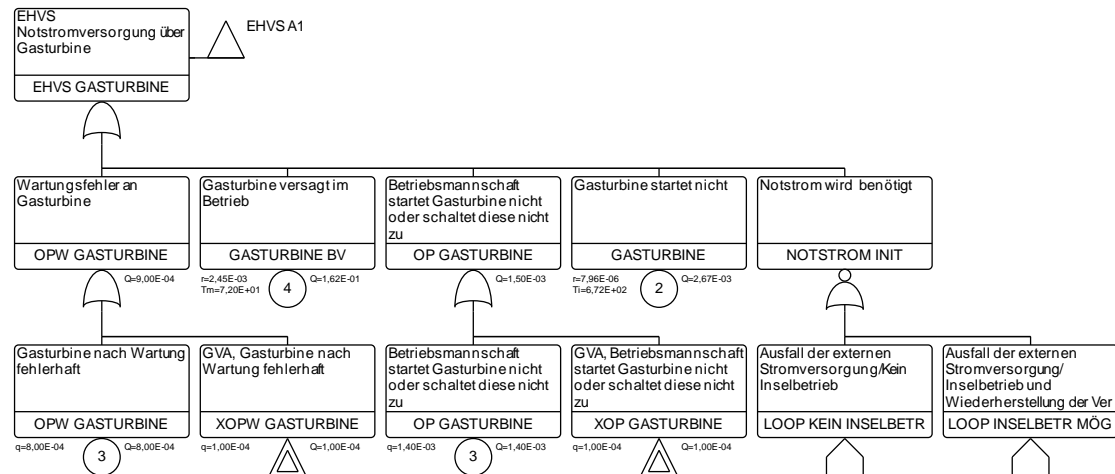 EHVS
Notstromversorgung über
Gasturbine
EHVS GASTURBINE
EHVS A1
Wartungsfehler an
Gasturbine
OPW GASTURBINE
Q=9,00E-04
Gasturbine versagt im
Betrieb
GASTURBINE BV
r=2,45E-03
Tm=7,20E+01
4
Q=1,62E-01
Betriebsmannschaft
startet Gasturbine nicht
oder schaltet diese nicht
zu
OP GASTURBINE
Q=1,50E-03
Gasturbine startet nicht
GASTURBINE
r=7,96E-06
Ti=6,72E+02
2
Q=2,67E-03
Notstrom wird benötigt
NOTSTROM INIT
Gasturbine nach Wartung
fehlerhaft
OPW GASTURBINE
q=8,00E-04
3
Q=8,00E-04
GVA, Gasturbine nach
Wartung fehlerhaft
XOPW GASTURBINE
q=1,00E-04
Q=1,00E-04
Betriebsmannschaft
startet Gasturbine nicht
oder schaltet diese nicht
zu
OP GASTURBINE
q=1,40E-03
3
Q=1,40E-03
GVA, Betriebsmannschaft
startet Gasturbine nicht
oder schaltet diese nicht
zu
XOP GASTURBINE
q=1,00E-04
Q=1,00E-04
Ausfall der externen
Stromversorgung/Kein
Inselbetrieb
LOOP KEIN INSELBETR
Ausfall der externen
Stromversorgung/
Inselbetrieb und
Wiederherstellung der Ver
LOOP INSELBETR MÖG